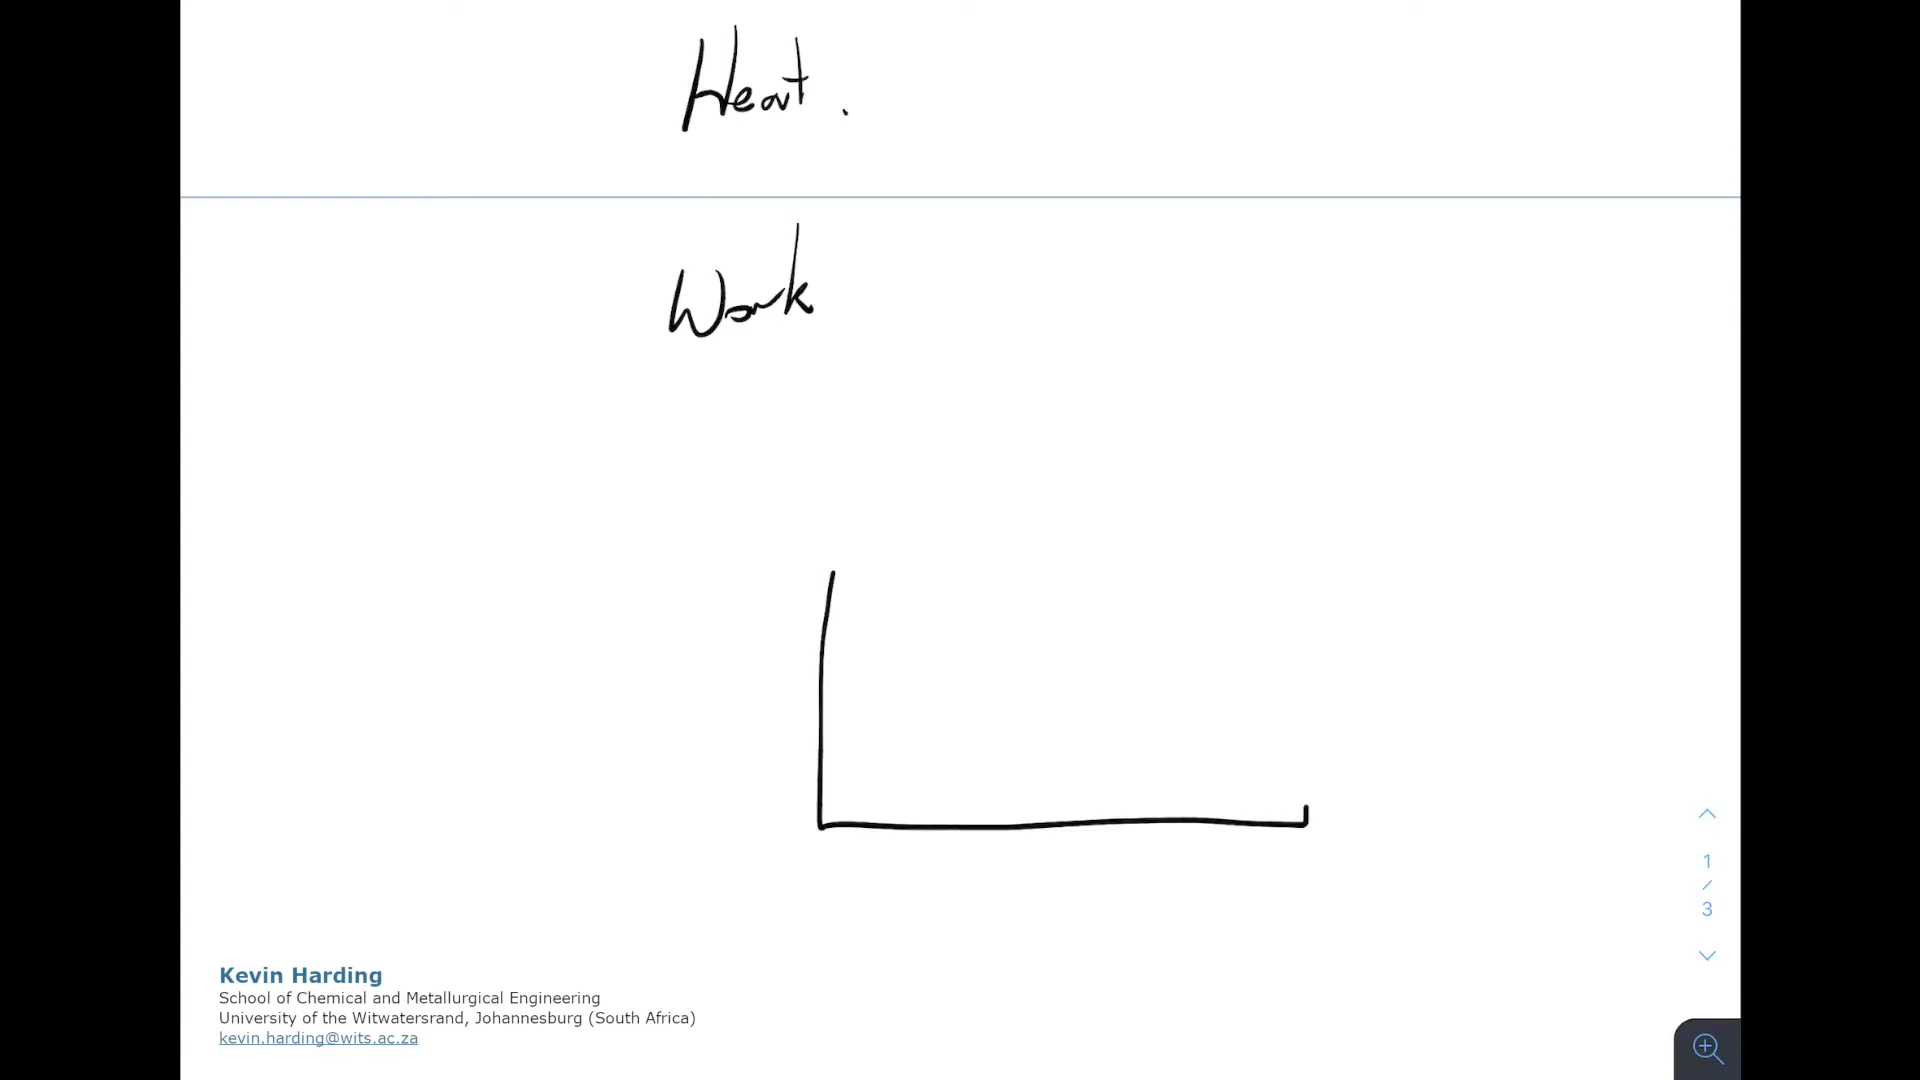 Heat.
Work
1
/
3
Kevin Harding
School of Chemical and Metallurgical Engineering
University of the Witwatersrand, Johannesburg (South Africa)
kevin.harding@wits.ac.za